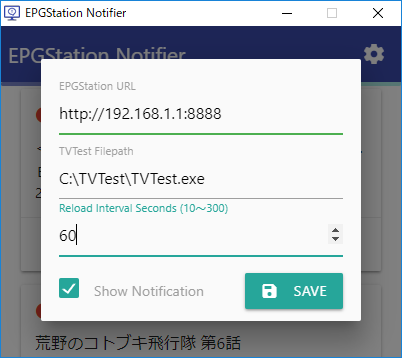 EPGStation Notifier
EPGStation Notifier
EPGStation URL
http://192.168.1.1:8888
TVTest Filepath
C:\TVTest\TVTest.exe
Reload Interval Seconds (10～300)
60
Show Notification
SAVE
荒野のコトブキ飛行隊 第6話